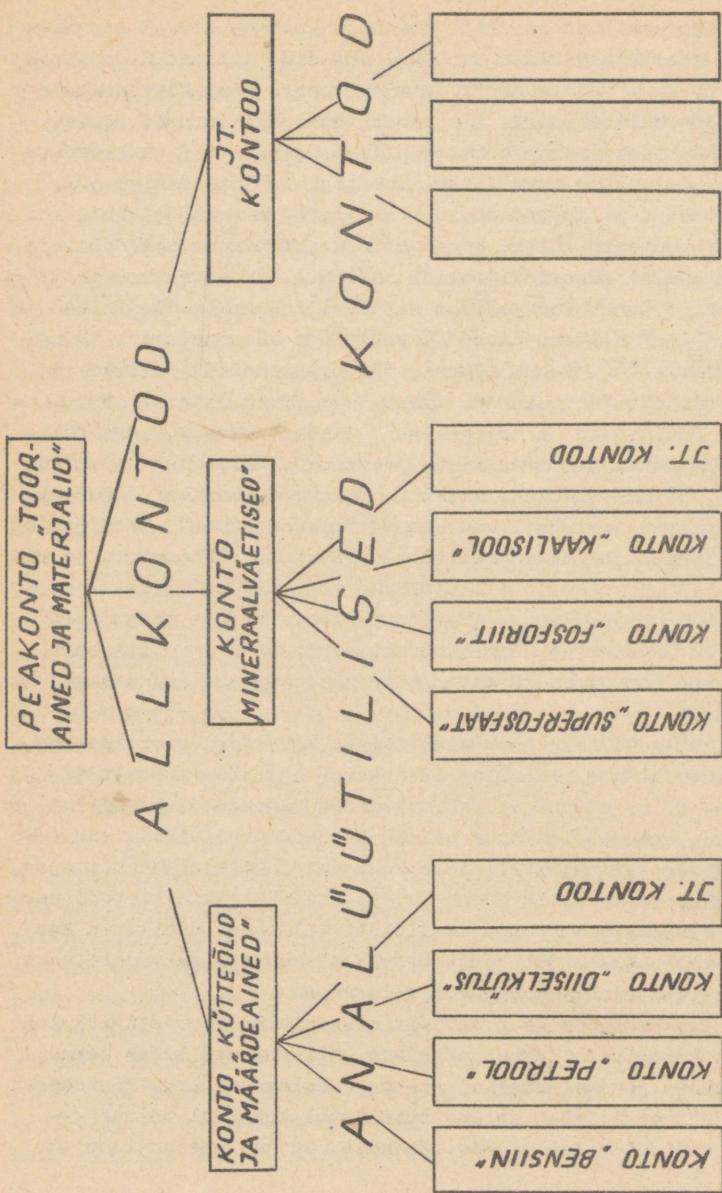 PEAKONTO „TOOR-
AINED JA MATERJALID"
ALLKONTOD
KONTO „KÜTTEÕLID
JA MÄÄRDEAINED"
KONTO
MINERAALVÄETISED"
JT.
KONTOD
ANALÜÜTILISED KONTOD
KONTO „BENSIIN"
KONTO „PETROOL"
KONTO „DIISELKÜTUS"
JT. KONTOD
KONTO „SUPERFOSFAAT"
KONTO „FOSFORIIT"
KONTO „KAALISOOL"
JT. KONTOD